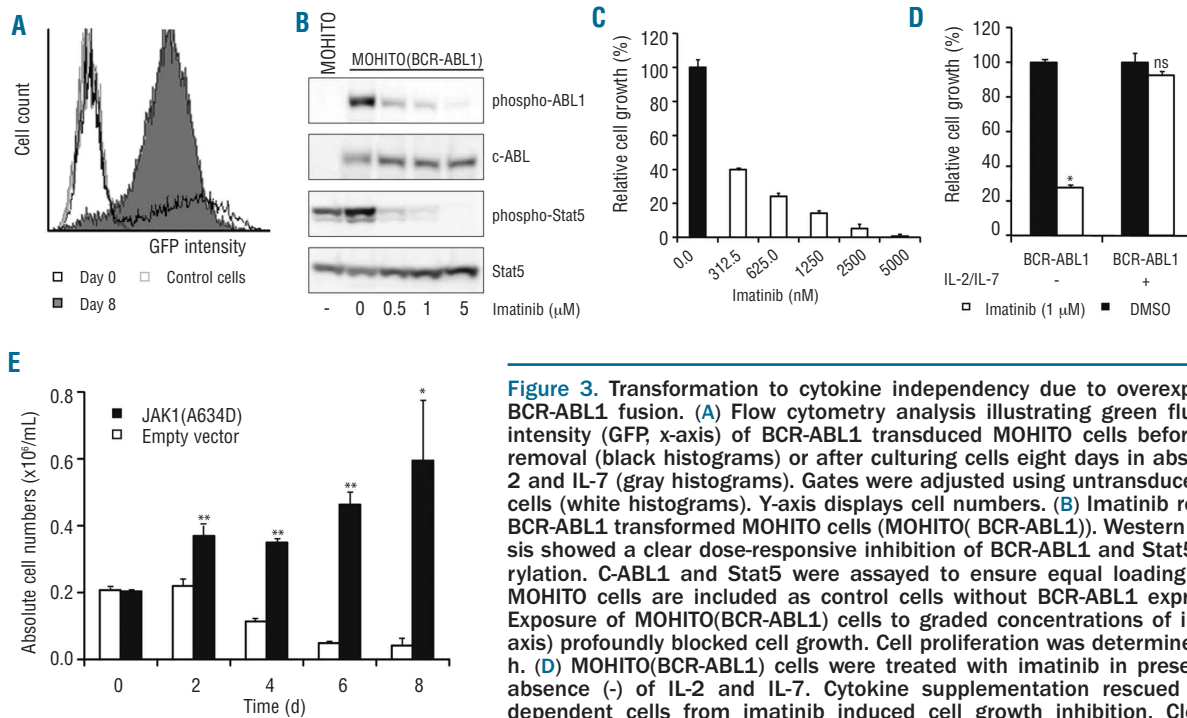 A
Cell count
GFP intensity
Day 0
Control cells
Day 8
B
MOHITO
MOHITO(BCR-ABL1)
phospho-ABL1
c-ABL
phospho-Stat5
Stat5
- 0 0.5 1 5 Imatinib (µM)
C
Relative cell growth (%)
120
100
80
60
40
20
0
0.0 312.5 625.0 1250 2500 5000
Imatinib (nM)
D
Relative cell growth (%)
120
100
80
60
40
20
0
*
ns
BCR-ABL1 BCR-ABL1
IL-2/IL-7 - +
Imatinib (1 µM) DMSO
E
Absolute cell numbers (x10⁶/mL)
0.8
0.6
0.4
0.2
0.0
JAK1(A634D)
Empty vector
** ** ** *
0 2 4 6 8
Time (d)
Figure 3. Transformation to cytokine independency due to overexp
BCR-ABL1 fusion. (A) Flow cytometry analysis illustrating green flu
intensity (GFP, x-axis) of BCR-ABL1 transduced MOHITO cells before
removal (black histograms) or after culturing cells eight days in abs
2 and IL-7 (gray histograms). Gates were adjusted using untransduce
cells (white histograms). Y-axis displays cell numbers. (B) Imatinib re
BCR-ABL1 transformed MOHITO cells (MOHITO( BCR-ABL1)). Western
sis showed a clear dose-responsive inhibition of BCR-ABL1 and Stat5
rylation. C-ABL1 and Stat5 were assayed to ensure equal loading
MOHITO cells are included as control cells without BCR-ABL1 expr
Exposure of MOHITO(BCR-ABL1) cells to graded concentrations of i
axis) profoundly blocked cell growth. Cell proliferation was determine
h. (D) MOHITO(BCR-ABL1) cells were treated with imatinib in prese
absence (-) of IL-2 and IL-7. Cytokine supplementation rescued
dependent cells from imatinib induced cell growth inhibition. Cl